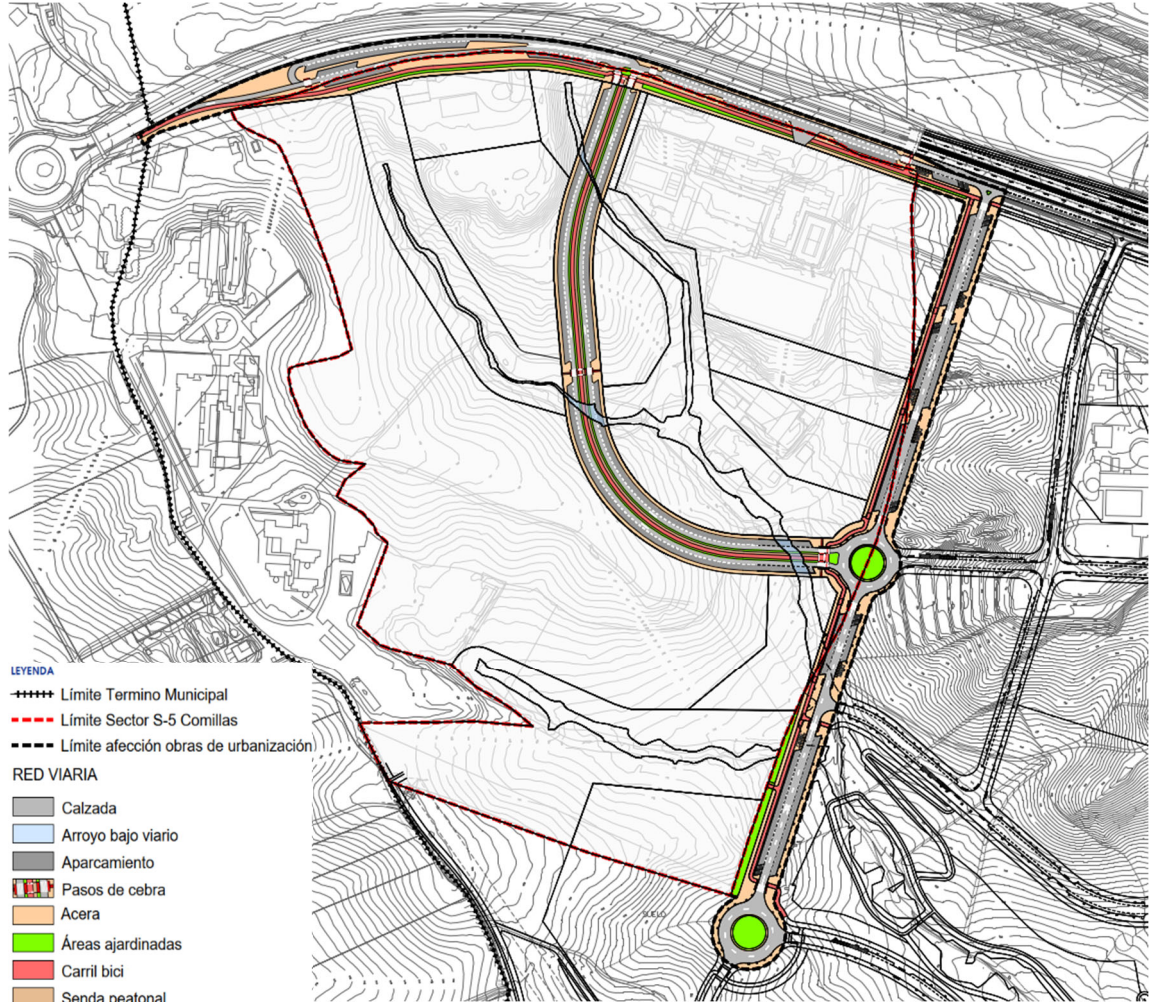 SUELO
LEYENDA
Límite Termino Municipal
Límite Sector S-5 Comillas
Límite afección obras de urbanización
RED VIARIA
Calzada
Arroyo bajo viario
Aparcamiento
Pasos de cebra
Acera
Áreas ajardinadas
Carril bici
Senda peatonal